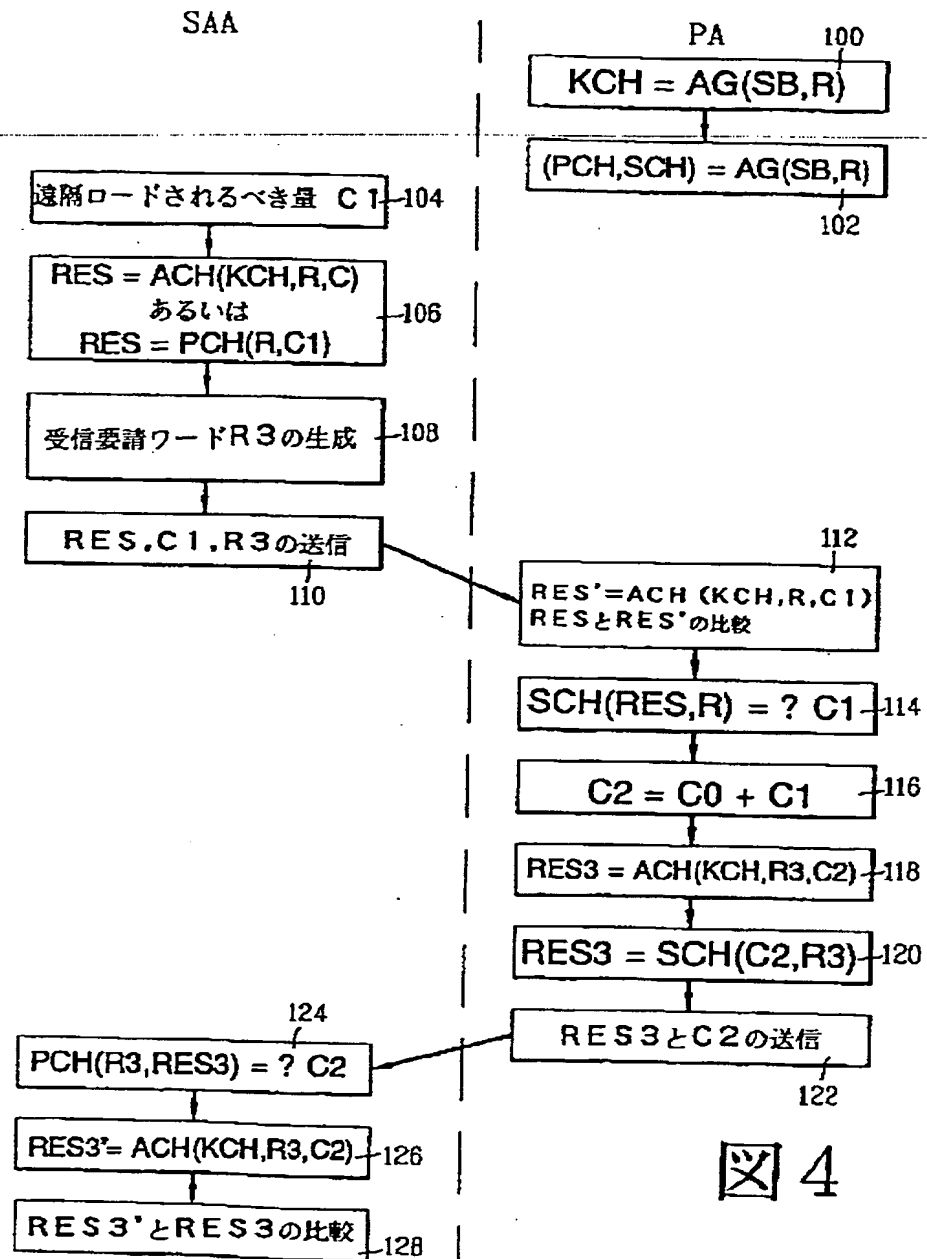 SAA
PA
100
KCH = AG(SB,R)
(PCH,SCH) = AG(SB,R)
102
遠隔ロードされるべき量 C1
104
RES = ACH(KCH,R,C)
あるいは
RES = PCH(R,C1)
106
受信要請ワードR3の生成
108
RES,C1,R3の送信
110
112
RES'=ACH (KCH,R,C1)
RESとRES'の比較
SCH(RES,R) = ? C1
114
C2 = C0 + C1
116
RES3 = ACH(KCH,R3,C2)
118
RES3 = SCH(C2,R3)
120
RES3とC2の送信
122
124
PCH(R3,RES3) = ? C2
RES3'= ACH(KCH,R3,C2)
126
RES3'とRES3の比較
128
図4